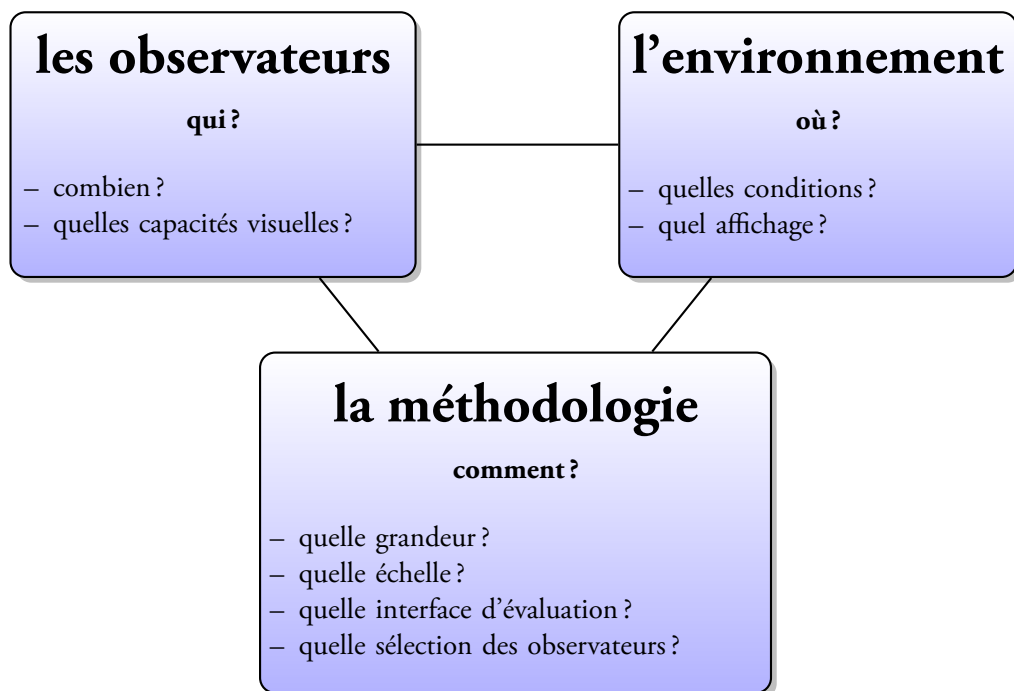 les observateurs
qui ?
– combien ?
– quelles capacités visuelles ?
l’environnement
où ?
– quelles conditions ?
– quel affichage ?
la méthodologie
comment ?
– quelle grandeur ?
– quelle échelle ?
– quelle interface d’évaluation ?
– quelle sélection des observateurs ?